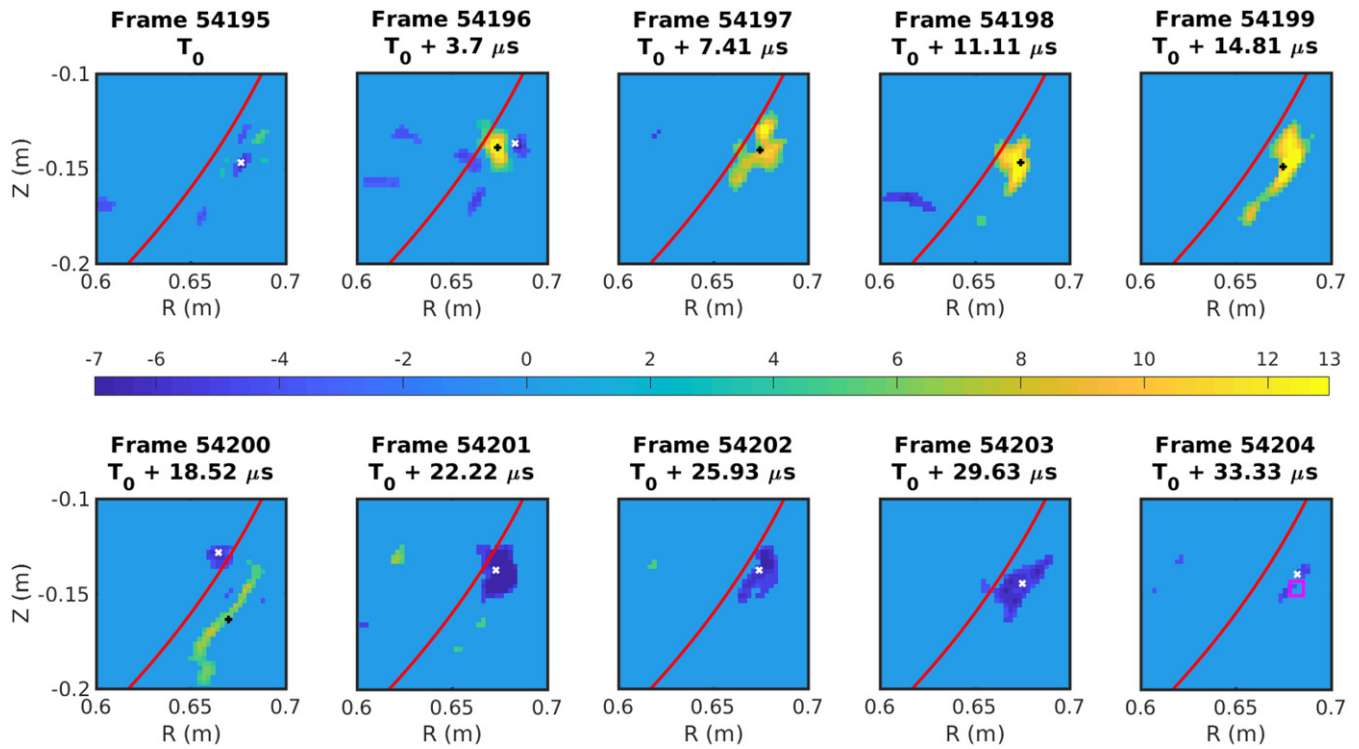 Frame 54195
T0
Frame 54196
T0 + 3.7 μs
Frame 54197
T0 + 7.41 μs
Frame 54198
T0 + 11.11 μs
Frame 54199
T0 + 14.81 μs
-0.1
-0.15
-0.2
Z (m)
0.6 0.65 0.7
R (m)
0.6 0.65 0.7
R (m)
0.6 0.65 0.7
R (m)
0.6 0.65 0.7
R (m)
0.6 0.65 0.7
R (m)
-7 -6 -4 -2 0 2 4 6 8 10 12 13
Frame 54200
T0 + 18.52 μs
Frame 54201
T0 + 22.22 μs
Frame 54202
T0 + 25.93 μs
Frame 54203
T0 + 29.63 μs
Frame 54204
T0 + 33.33 μs
-0.1
-0.15
-0.2
Z (m)
0.6 0.65 0.7
R (m)
0.6 0.65 0.7
R (m)
0.6 0.65 0.7
R (m)
0.6 0.65 0.7
R (m)
0.6 0.65 0.7
R (m)